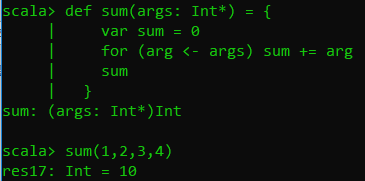 scala> def sum(args: Int*) = {
     |     var sum = 0
     |     for (arg <- args) sum += arg
     |     sum
     |   }
sum: (args: Int*)Int
scala> sum(1,2,3,4)
res17: Int = 10